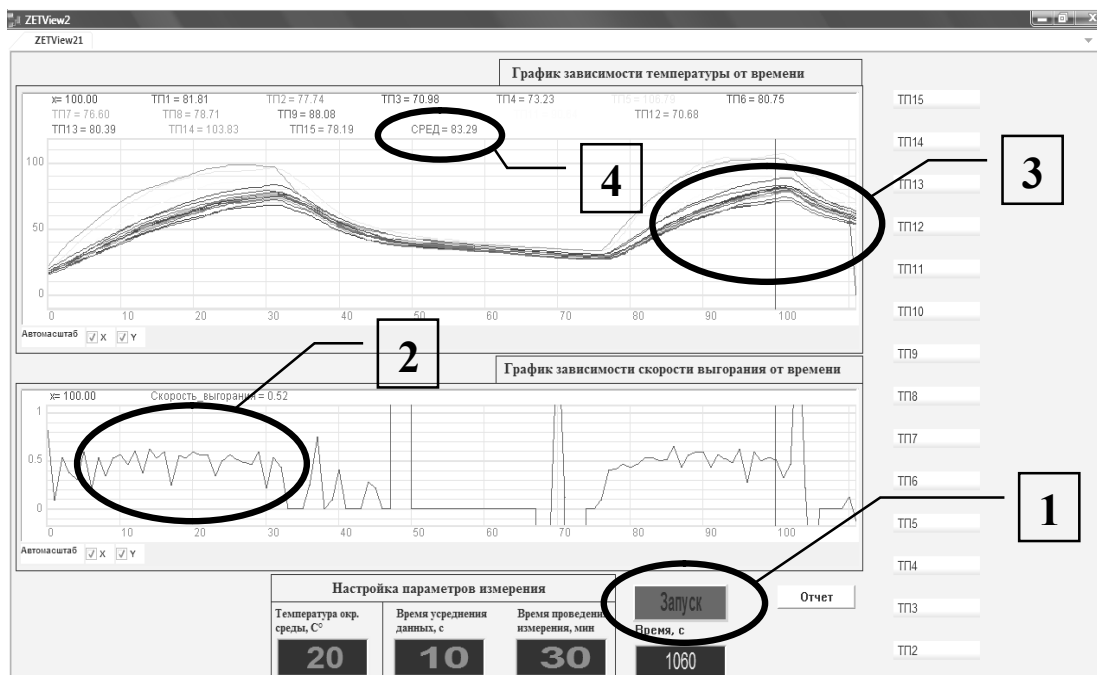 ZETView2
ZETView21
График зависимости температуры от времени
x= 100.00 ТП1 = 81.81 ТП2 = 77.74 ТП3 = 70.98 ТП4 = 73.23 ТП5 = 106.79 ТП6 = 80.75
ТП7 = 76.60 ТП8 = 78.71 ТП9 = 88.08 ТП12 = 70.68
ТП13 = 80.39 ТП14 = 103.83 ТП15 = 78.19 СРЕД = 83.29
100
50
0
0 10 20 30 40 50 60 70 80 90 100
Автомасштаб X Y
4
3
2
График зависимости скорости выгорания от времени
x= 100.00 Скорость_выгорания = 0.52
1
0.5
0
0 10 20 30 40 50 60 70 80 90 100
Автомасштаб X Y
1
ТП15
ТП14
ТП13
ТП12
ТП11
ТП10
ТП9
ТП8
ТП7
ТП6
ТП5
ТП4
ТП3
ТП2
Настройка параметров измерения
Температура окр.
среды, С°
20
Время усреднения
данных, с
10
Время проведения
измерения, мин
30
Запуск
Время, с
1060
Отчет